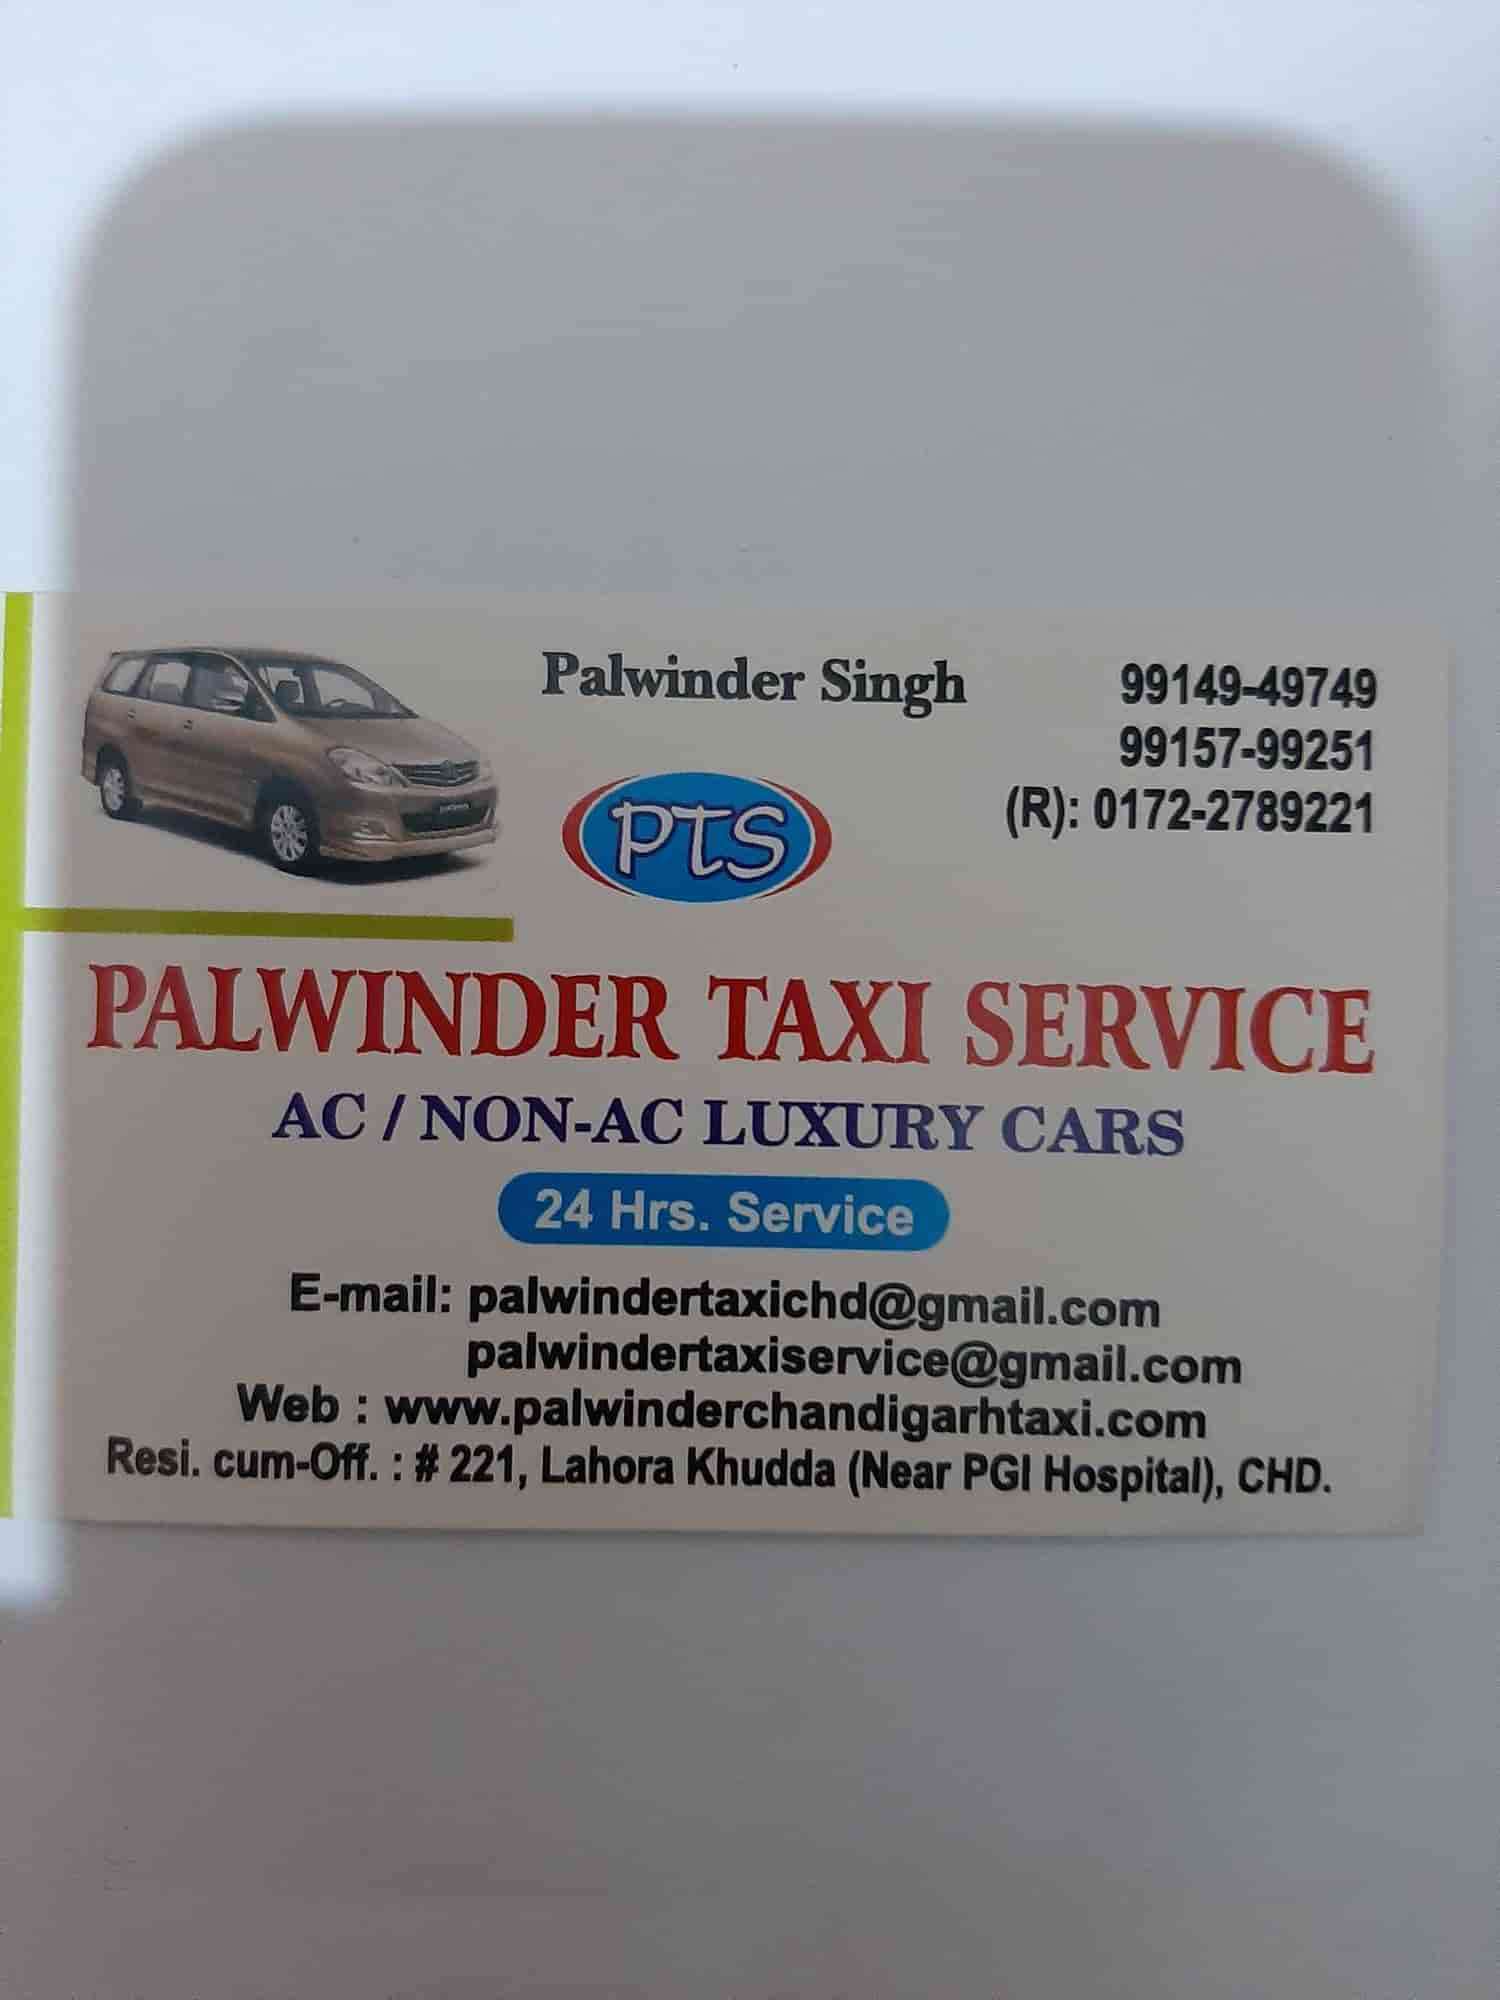 Palwinder Singh
99149-49749
99157-99251
(R): 0172-2789221
PTS
PALWINDER TAXI SERVICE
AC / NON-AC LUXURY CARS
24 Hrs. Service
E-mail: palwindertaxichd@gmail.com
palwindertaxiservice@gmail.com
Web : www.palwinderchandigarhtaxi.com
Resi. cum-Off. : # 221, Lahora Khudda (Near PGI Hospital), CHD.